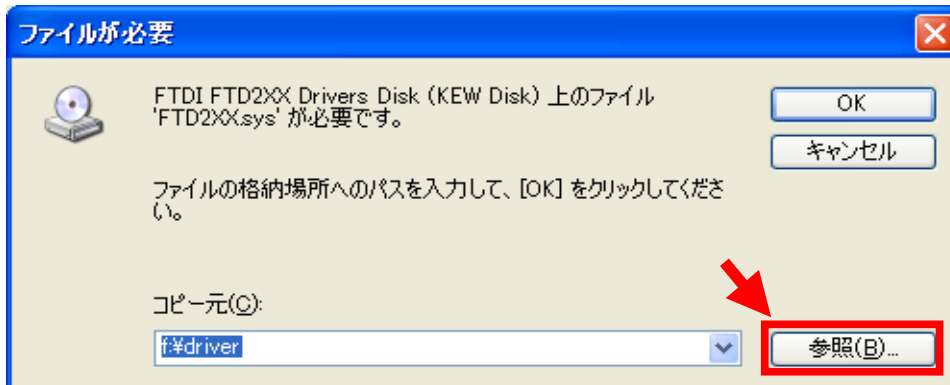 ファイルが必要
FTDI FTD2XX Drivers Disk (KEW Disk) 上のファイル
'FTD2XX.sys' が必要です。
OK
キャンセル
ファイルの格納場所へのパスを入力して、[OK] をクリックしてくださ
い。
コピー元(C):
f:¥driver
参照(B)...